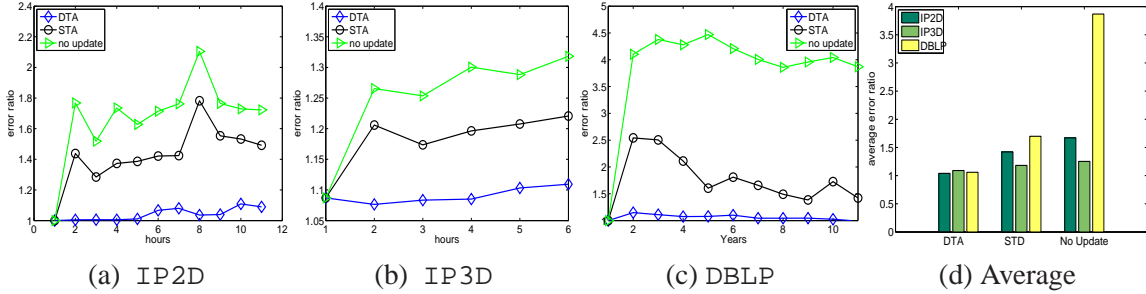 2.4
2.2
2
1.8
1.6
1.4
1.2
1
0 2 4 6 8 10 12
hours
error ratio
DTA
STA
no update
(a) IP2D
1.4
1.35
1.3
1.25
1.2
1.15
1.1
1.05
1 2 3 4 5 6
hours
error ratio
DTA
STA
no update
(b) IP3D
5
4.5
4
3.5
3
2.5
2
1.5
1
2 4 6 8 10
Years
error ratio
DTA
STA
no update
(c) DBLP
4
3.5
3
2.5
2
1.5
1
0.5
0
DTA STD No Update
average error ratio
IP2D
IP3D
DBLP
(d) Average